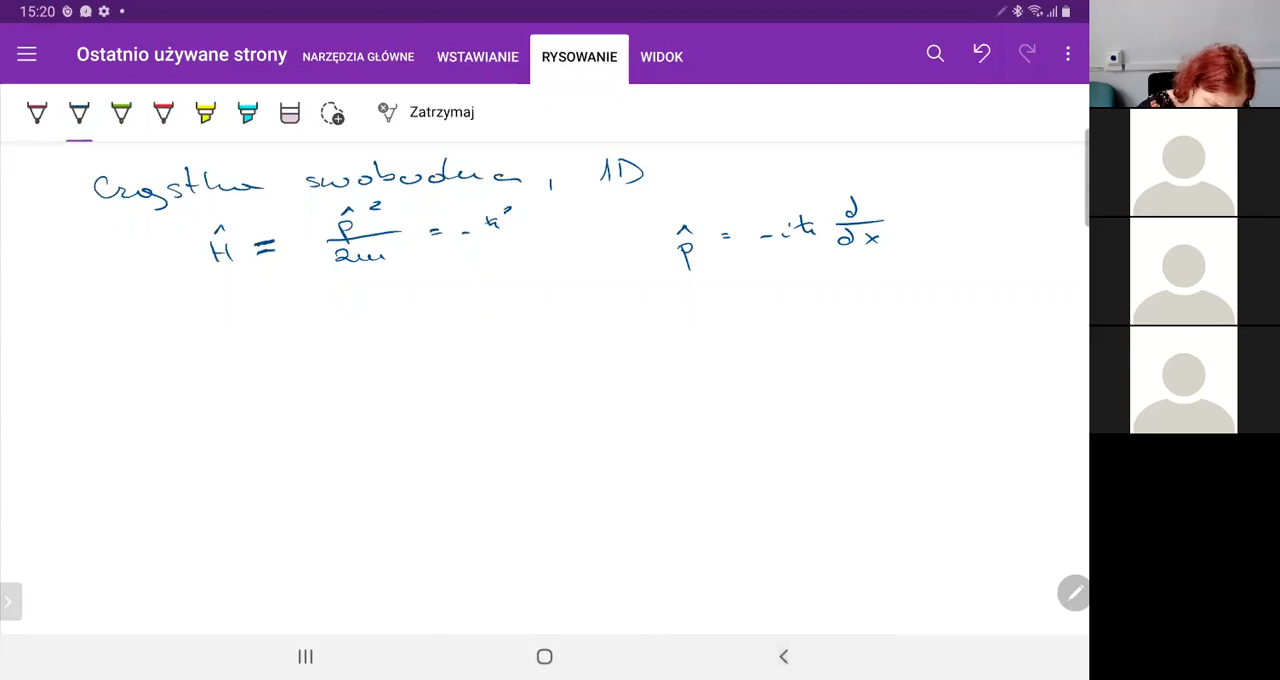 15:20
Ostatnio używane strony NARZĘDZIA GŁÓWNE WSTAWIANIE RYSOWANIE WIDOK
Zatrzymaj
Cząstka swobodna, 1D
Ĥ = p̂² / 2m = - ħ² p̂ = - iħ ∂ / ∂x